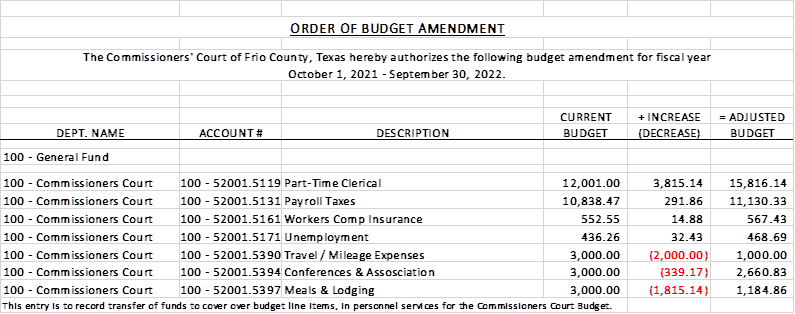 ORDER OF BUDGET AMENDMENT
The Commissioners' Court of Frio County, Texas hereby authorizes the following budget amendment for fiscal year
October 1, 2021 - September 30, 2022.
CURRENT + INCREASE = ADJUSTED
DEPT. NAME ACCOUNT # DESCRIPTION BUDGET (DECREASE) BUDGET
100 - General Fund
100 - Commissioners Court 100 - 52001.5119 Part-Time Clerical 12,001.00 3,815.14 15,816.14
100 - Commissioners Court 100 - 52001.5131 Payroll Taxes 10,838.47 291.86 11,130.33
100 - Commissioners Court 100 - 52001.5161 Workers Comp Insurance 552.55 14.88 567.43
100 - Commissioners Court 100 - 52001.5171 Unemployment 436.26 32.43 468.69
100 - Commissioners Court 100 - 52001.5390 Travel / Mileage Expenses 3,000.00 (2,000.00) 1,000.00
100 - Commissioners Court 100 - 52001.5394 Conferences & Assosciation 3,000.00 (339.17) 2,660.83
100 - Commissioners Court 100 - 52001.5397 Meals & Lodging 3,000.00 (1,815.14) 1,184.86
This entry is to record transfer of funds to cover over budget line items, in personnel services for the Commissioners Court Budget.